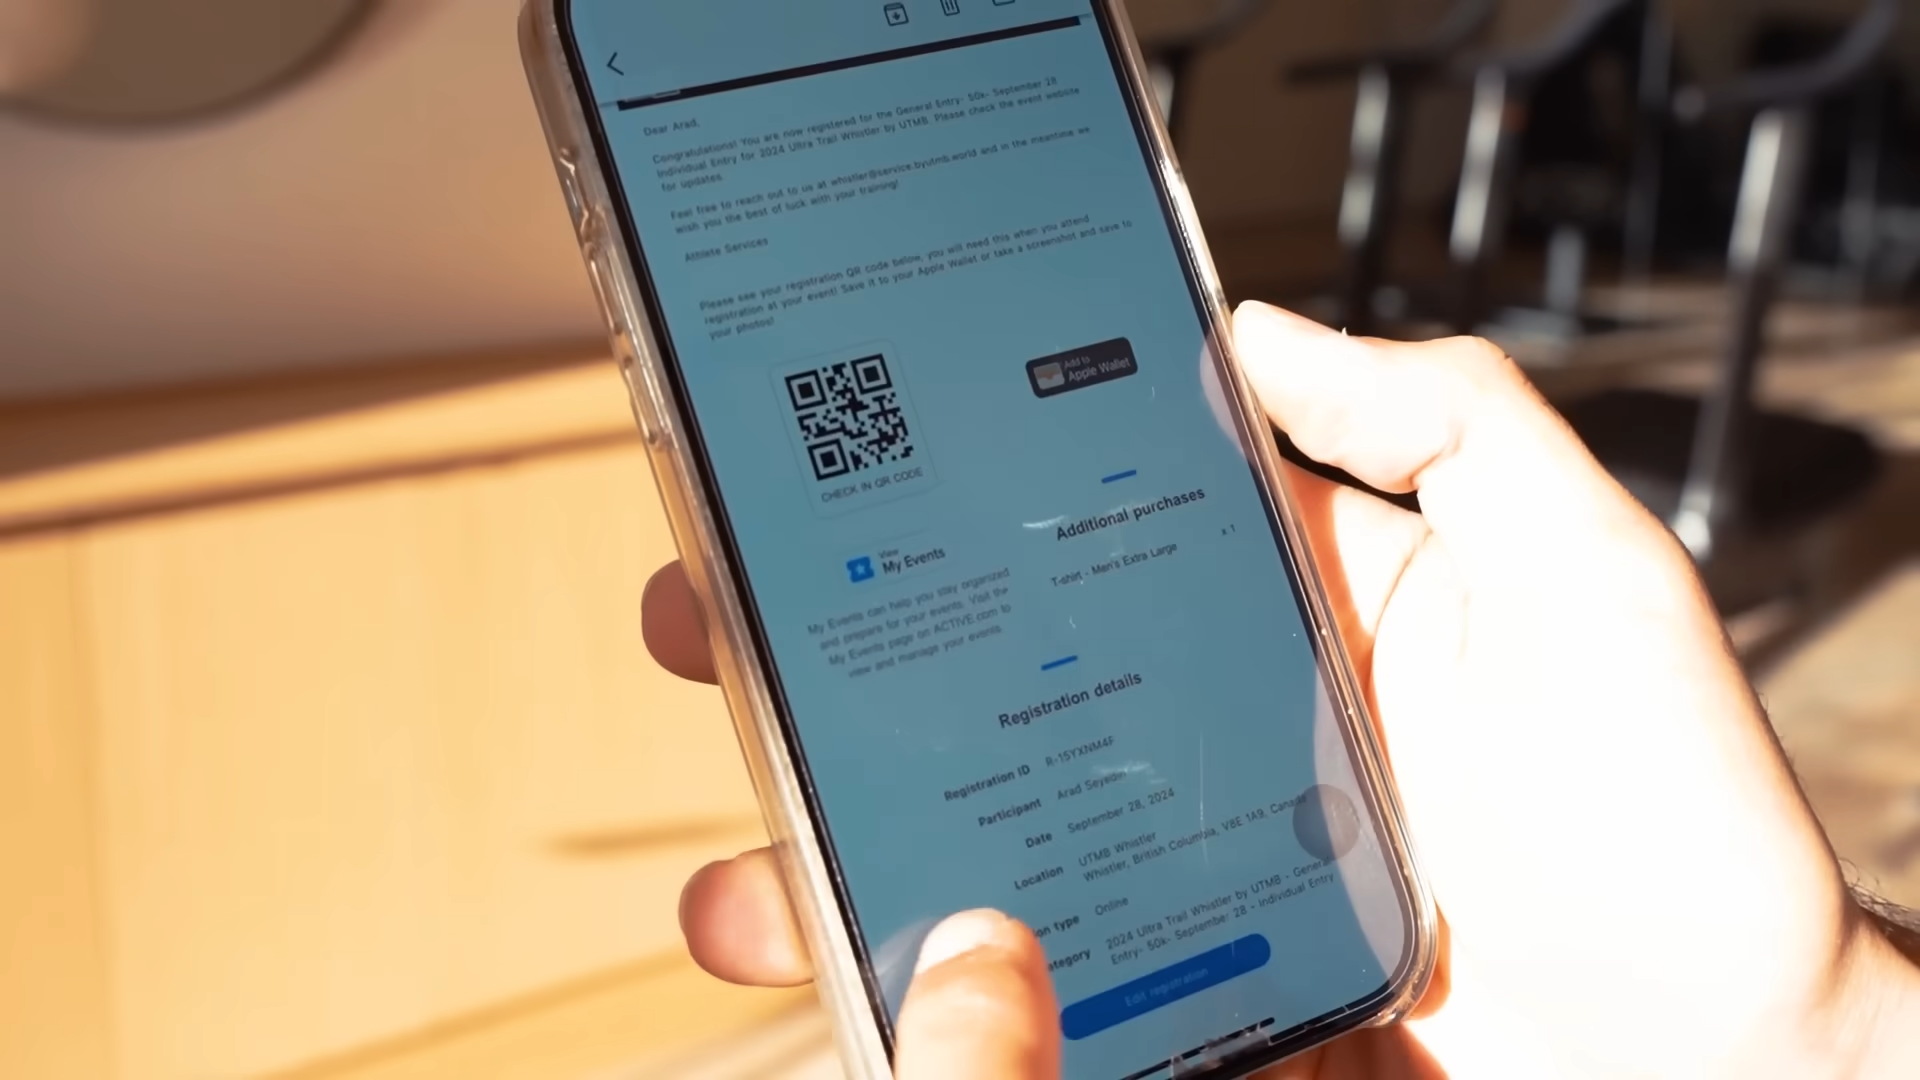 Dear Arad,
Congratulations! You are now registered for the General Entry- 50k- September 28
Individual Entry for 2024 Ultra Trail Whistler by UTMB. Please check the event website
for updates.
Feel free to reach out to us at whistler@service.byutmb.world and in the meantime we
wish you the best of luck with your training!
Athlete Services
Please see your registration QR code below, you will need this when you attend
registration at your event! Save it to your Apple Wallet or take a screenshot and save to
your photos!
CHECK IN QR CODE
Add to
Apple Wallet
View
My Events
My Events can help you stay organized
and prepare for your events. Visit the
My Events page on ACTIVE.com to
view and manage your events.
Additional purchases
T-shirt - Men's Extra Large x 1
Registration details
Registration ID R-15YXNM4F
Participant Arad Seyedin
Date September 28, 2024
Location UTMB Whistler
Whistler, British Columbia, V8E 1A9, Canada
on type Online
ategory 2024 Ultra Trail Whistler by UTMB - General
Entry- 50k- September 28 - Individual Entry
Edit registration